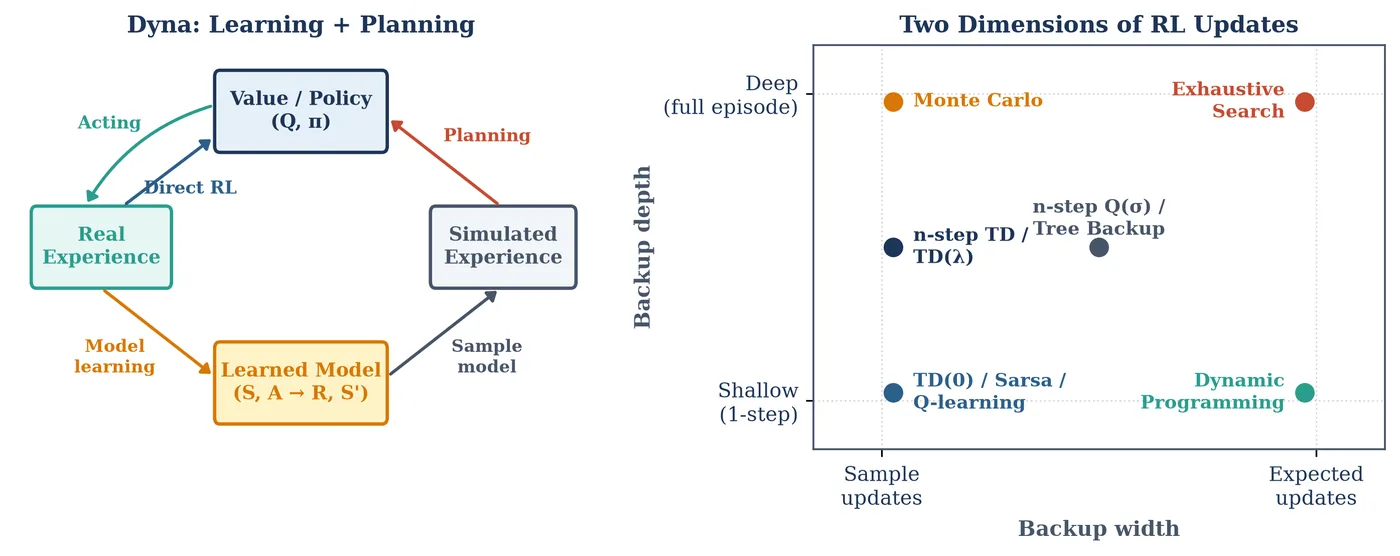 Dyna: Learning + Planning
Value / Policy
(Q, π)
Acting
Planning
Direct RL
Real
Experience
Simulated
Experience
Model
learning
Sample
model
Learned Model
(S, A → R, S')
Two Dimensions of RL Updates
Deep
(full episode)
Monte Carlo
Exhaustive
Search
Backup depth
n-step Q(σ) /
Tree Backup
n-step TD /
TD(λ)
Shallow
(1-step)
TD(0) / Sarsa /
Q-learning
Dynamic
Programming
Sample
updates
Expected
updates
Backup width